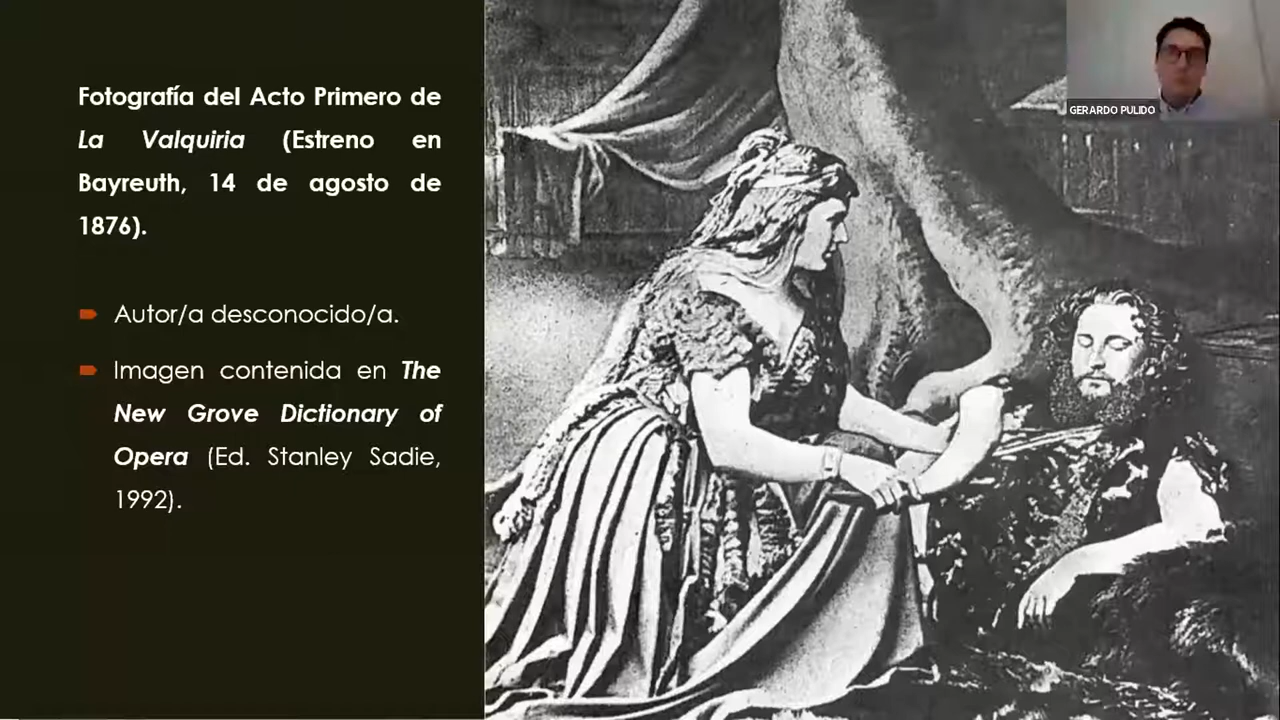 Fotografía del Acto Primero de
La Valquiria (Estreno en
Bayreuth, 14 de agosto de
1876).
Autor/a desconocido/a.
Imagen contenida en The
New Grove Dictionary of
Opera (Ed. Stanley Sadie,
1992).
GERARDO PULIDO